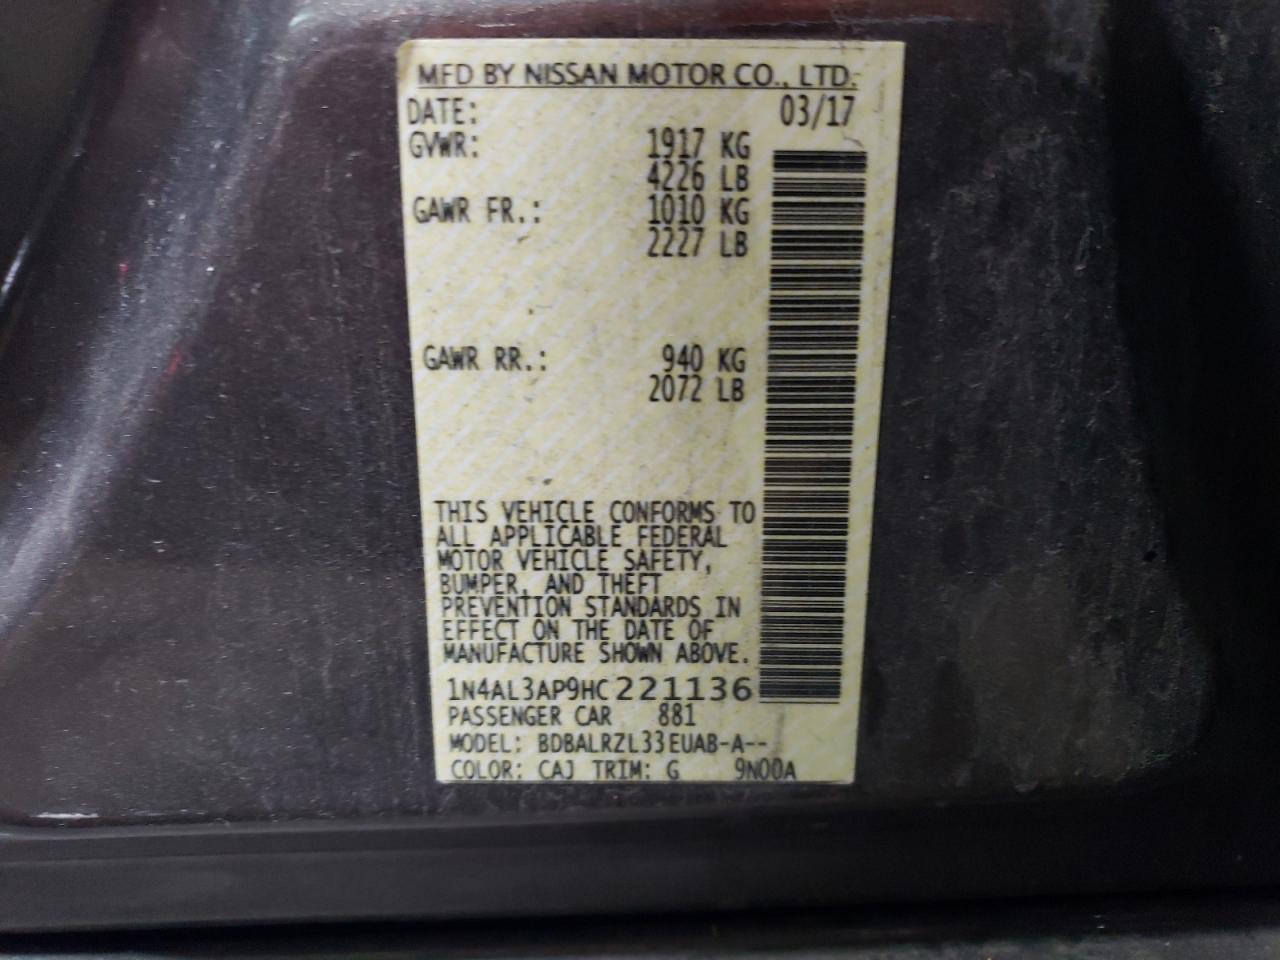 MFD BY NISSAN MOTOR CO., LTD.
DATE: 03/17
GVWR: 1917 KG
4226 LB
GAWR FR.: 1010 KG
2227 LB
GAWR RR.: 940 KG
2072 LB
THIS VEHICLE CONFORMS TO
ALL APPLICABLE FEDERAL
MOTOR VEHICLE SAFETY,
BUMPER, AND THEFT
PREVENTION STANDARDS IN
EFFECT ON THE DATE OF
MANUFACTURE SHOWN ABOVE.
1N4AL3AP9HC221136
PASSENGER CAR 881
MODEL: BDBALRZL33EUAB-A--
COLOR: CAJ TRIM: G 9N00A